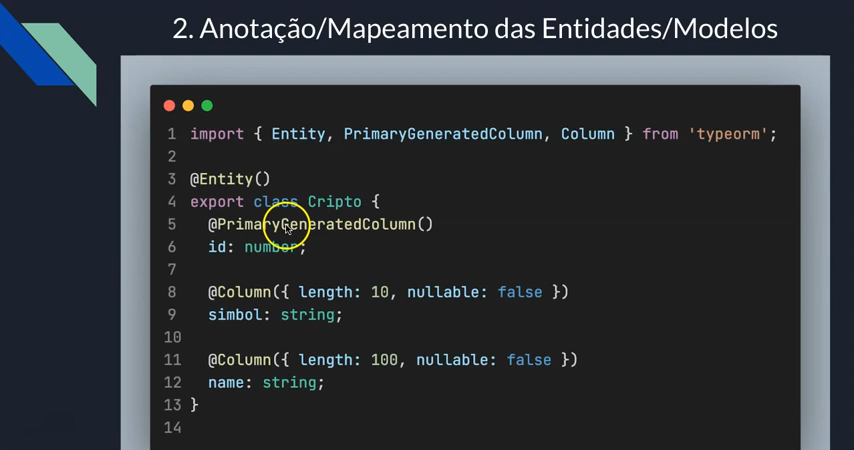 2. Anotação/Mapeamento das Entidades/Modelos
1 import { Entity, PrimaryGeneratedColumn, Column } from 'typeorm';
2
3 @Entity()
4 export class Cripto {
5 @PrimaryGeneratedColumn()
6 id: number;
7
8 @Column({ length: 10, nullable: false })
9 simbol: string;
10
11 @Column({ length: 100, nullable: false })
12 name: string;
13 }
14